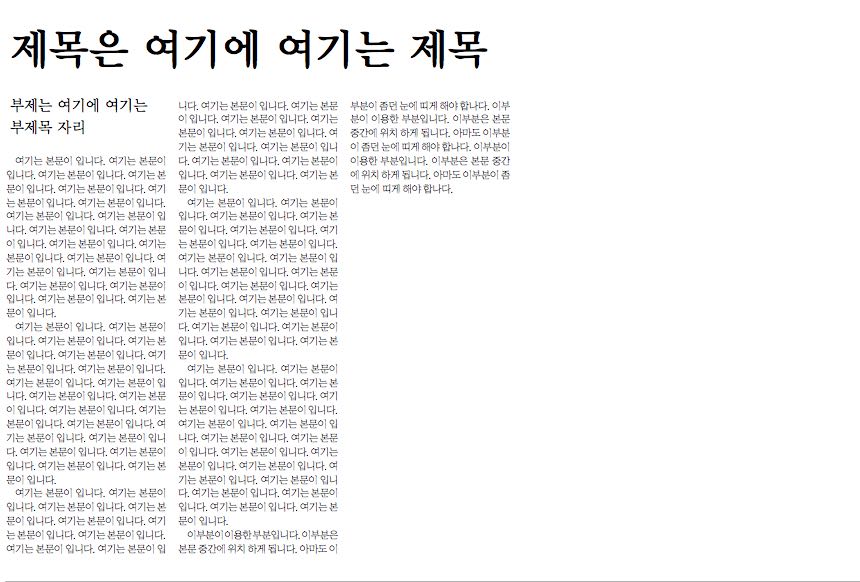 제목은 여기에 여기는 제목
부제는 여기에 여기는
부제목 자리
여기는 본문이 입니다. 여기는 본문이
입니다. 여기는 본문이 입니다. 여기는 본
문이 입니다. 여기는 본문이 입니다. 여기
는 본문이 입니다. 여기는 본문이 입니다.
여기는 본문이 입니다. 여기는 본문이 입
니다. 여기는 본문이 입니다. 여기는 본문
이 입니다. 여기는 본문이 입니다. 여기는
본문이 입니다. 여기는 본문이 입니다. 여
기는 본문이 입니다. 여기는 본문이 입니
다. 여기는 본문이 입니다. 여기는 본문이
입니다. 여기는 본문이 입니다. 여기는 본
문이 입니다.
여기는 본문이 입니다. 여기는 본문이
입니다. 여기는 본문이 입니다. 여기는 본
문이 입니다. 여기는 본문이 입니다. 여기
는 본문이 입니다. 여기는 본문이 입니다.
여기는 본문이 입니다. 여기는 본문이 입
니다. 여기는 본문이 입니다. 여기는 본문
이 입니다. 여기는 본문이 입니다. 여기는
본문이 입니다. 여기는 본문이 입니다. 여
기는 본문이 입니다. 여기는 본문이 입니
다. 여기는 본문이 입니다. 여기는 본문이
입니다. 여기는 본문이 입니다. 여기는 본
문이 입니다.
여기는 본문이 입니다. 여기는 본문이
입니다. 여기는 본문이 입니다. 여기는 본
문이 입니다. 여기는 본문이 입니다. 여기
는 본문이 입니다. 여기는 본문이 입니다.
여기는 본문이 입니다. 여기는 본문이 입
니다. 여기는 본문이 입니다. 여기는 본문
이 입니다. 여기는 본문이 입니다. 여기는
본문이 입니다. 여기는 본문이 입니다. 여
기는 본문이 입니다. 여기는 본문이 입니
다. 여기는 본문이 입니다. 여기는 본문이
입니다. 여기는 본문이 입니다. 여기는 본
문이 입니다.
여기는 본문이 입니다. 여기는 본문이
입니다. 여기는 본문이 입니다. 여기는 본
문이 입니다. 여기는 본문이 입니다. 여기
는 본문이 입니다. 여기는 본문이 입니다.
여기는 본문이 입니다. 여기는 본문이 입
니다. 여기는 본문이 입니다. 여기는 본문
이 입니다. 여기는 본문이 입니다. 여기는
본문이 입니다. 여기는 본문이 입니다. 여
기는 본문이 입니다. 여기는 본문이 입니
다. 여기는 본문이 입니다. 여기는 본문이
입니다. 여기는 본문이 입니다. 여기는 본
문이 입니다.
여기는 본문이 입니다. 여기는 본문이
입니다. 여기는 본문이 입니다. 여기는 본
문이 입니다. 여기는 본문이 입니다. 여기
는 본문이 입니다. 여기는 본문이 입니다.
여기는 본문이 입니다. 여기는 본문이 입
니다. 여기는 본문이 입니다. 여기는 본문
이 입니다. 여기는 본문이 입니다. 여기는
본문이 입니다. 여기는 본문이 입니다. 여
기는 본문이 입니다. 여기는 본문이 입니
다. 여기는 본문이 입니다. 여기는 본문이
입니다. 여기는 본문이 입니다. 여기는 본
문이 입니다.
이부분이 이용한 부분입니다. 이부분은
본문 중간에 위치 하게 됩니다. 아마도 이
부분이 좀던 눈에 띠게 해야 합나다. 이부
분이 이용한 부분입니다. 이부분은 본문
중간에 위치 하게 됩니다. 아마도 이부분
이 좀던 눈에 띠게 해야 합나다. 이부분이
이용한 부분입니다. 이부분은 본문 중간
에 위치 하게 됩니다. 아마도 이부분이 좀
던 눈에 띠게 해야 합나다.